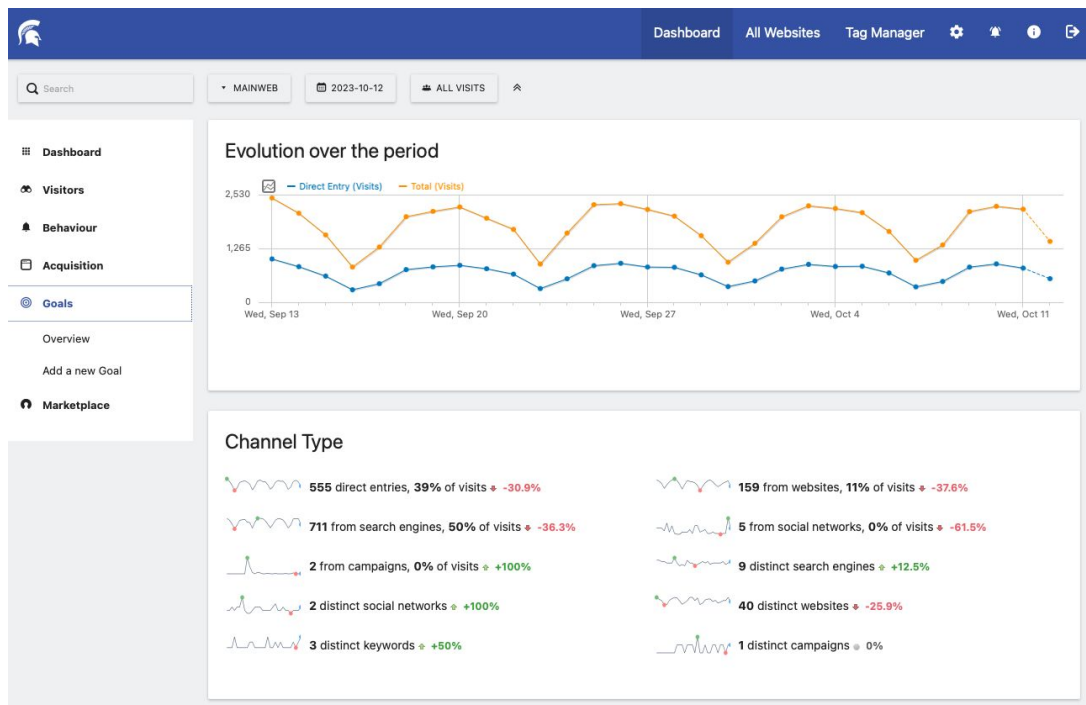 Dashboard All Websites Tag Manager
Search
MAINWEB 2023-10-12 ALL VISITS
Dashboard
Visitors
Behaviour
Acquisition
Goals
Overview
Add a new Goal
Marketplace
Evolution over the period
Direct Entry (Visits) Total (Visits)
2,530
1,265
0
Wed, Sep 13 Wed, Sep 20 Wed, Sep 27 Wed, Oct 4 Wed, Oct 11
Channel Type
555 direct entries, 39% of visits -30.9%
159 from websites, 11% of visits -37.6%
711 from search engines, 50% of visits -36.3%
5 from social networks, 0% of visits -61.5%
2 from campaigns, 0% of visits +100%
9 distinct search engines +12.5%
2 distinct social networks +100%
40 distinct websites -25.9%
3 distinct keywords +50%
1 distinct campaigns 0%